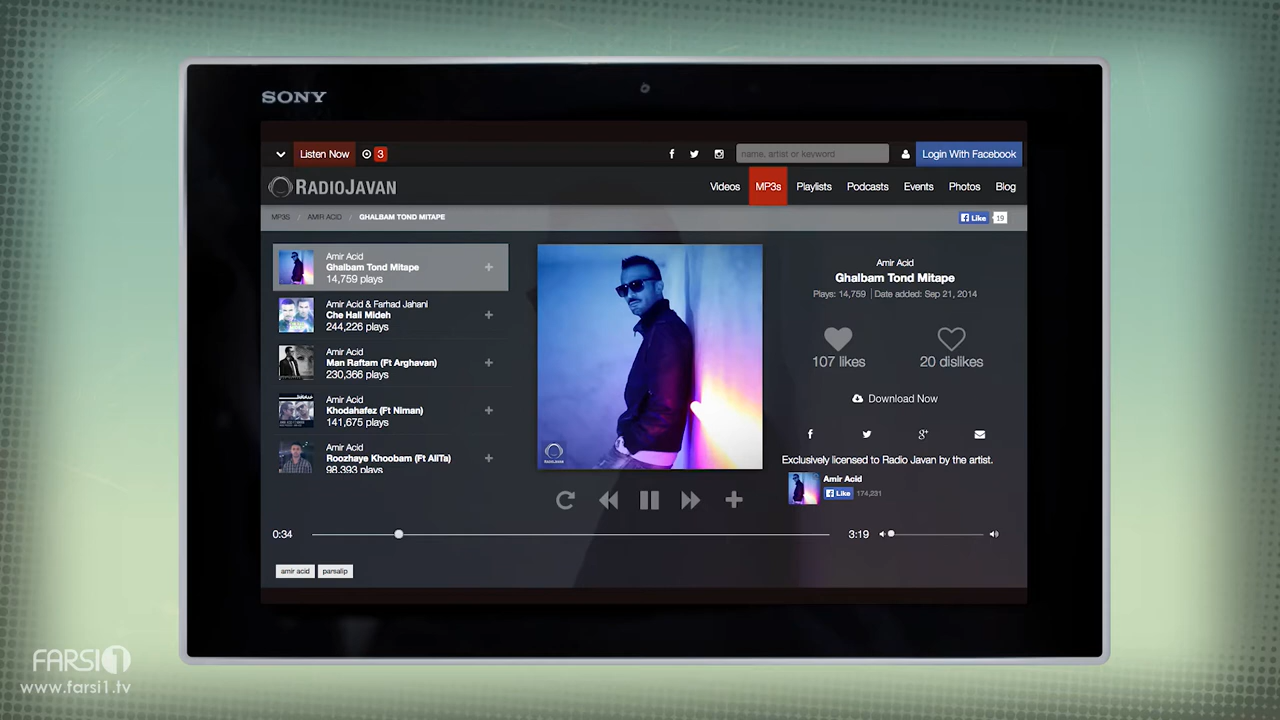 SONY
Listen Now 3
name, artist or keyword
Login With Facebook
RADIOJAVAN
Videos MP3s Playlists Podcasts Events Photos Blog
MP3S / AMIR ACID / GHALBAM TOND MITAPE
Like 19
Amir Acid
Ghalbam Tond Mitape
14,759 plays
Amir Acid & Farhad Jahani
Che Hali Mideh
244,226 plays
Amir Acid
Man Raftam (Ft Arghavan)
230,366 plays
Amir Acid
Khodahafez (Ft Niman)
141,675 plays
Amir Acid
Roozhaye Khoobam (Ft AliTa)
98,393 plays
RADIOJAVAN
Amir Acid
Ghalbam Tond Mitape
Plays: 14,759 | Date added: Sep 21, 2014
107 likes
20 dislikes
Download Now
Exclusively licensed to Radio Javan by the artist.
Amir Acid
Like 174,231
0:34
3:19
amir acid parsalip
FARSI1
www.farsi1.tv